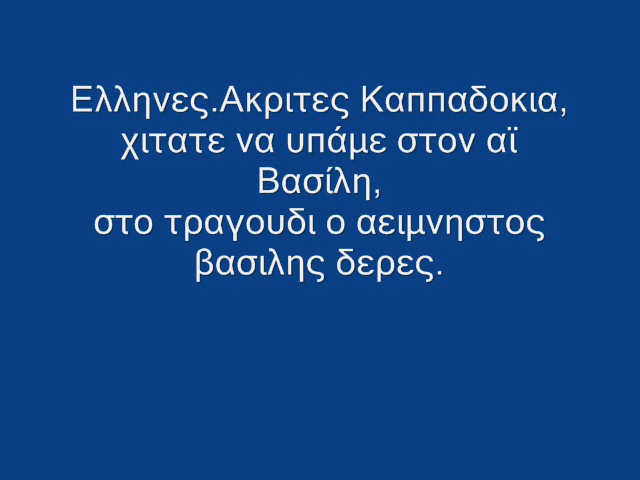 Ελληνες.Ακριτες Καππαδοκια,
χιτατε να υπάμε στον αϊ
Βασίλη,
στο τραγουδι ο αειμνηστος
βασιλης δερες.